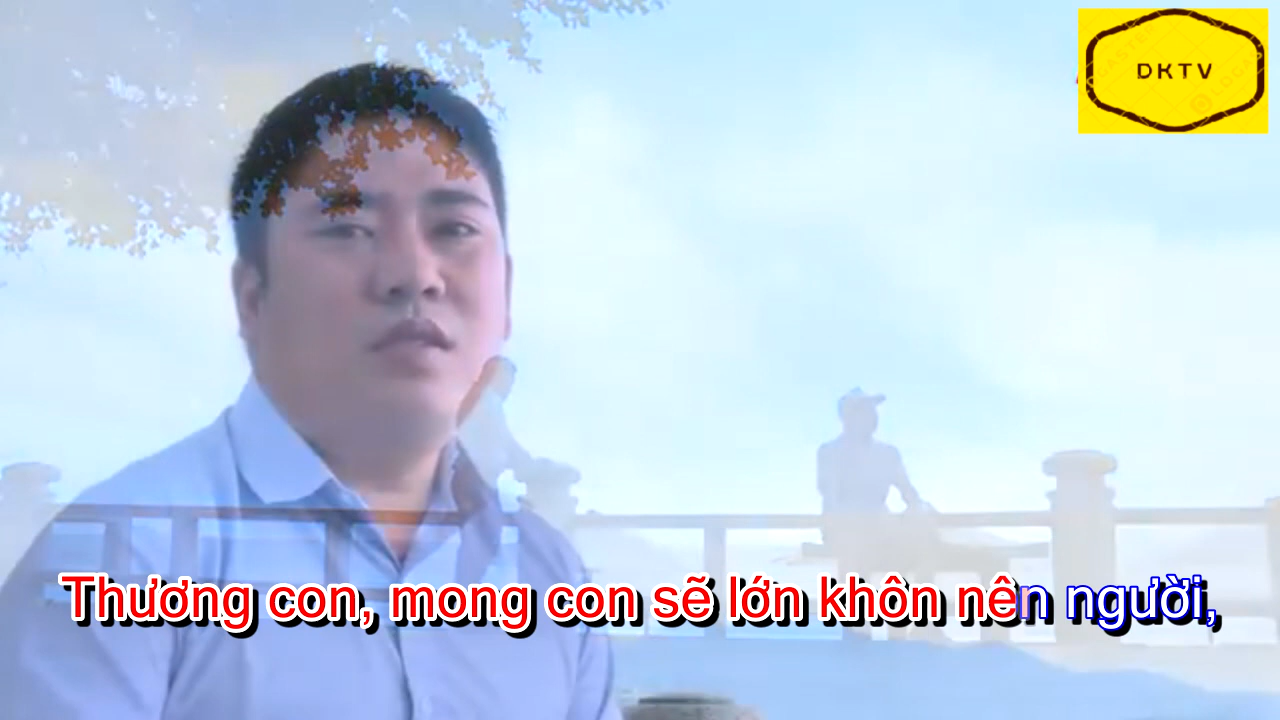 DKTV
Thương con, mong con sẽ lớn khôn nên người,